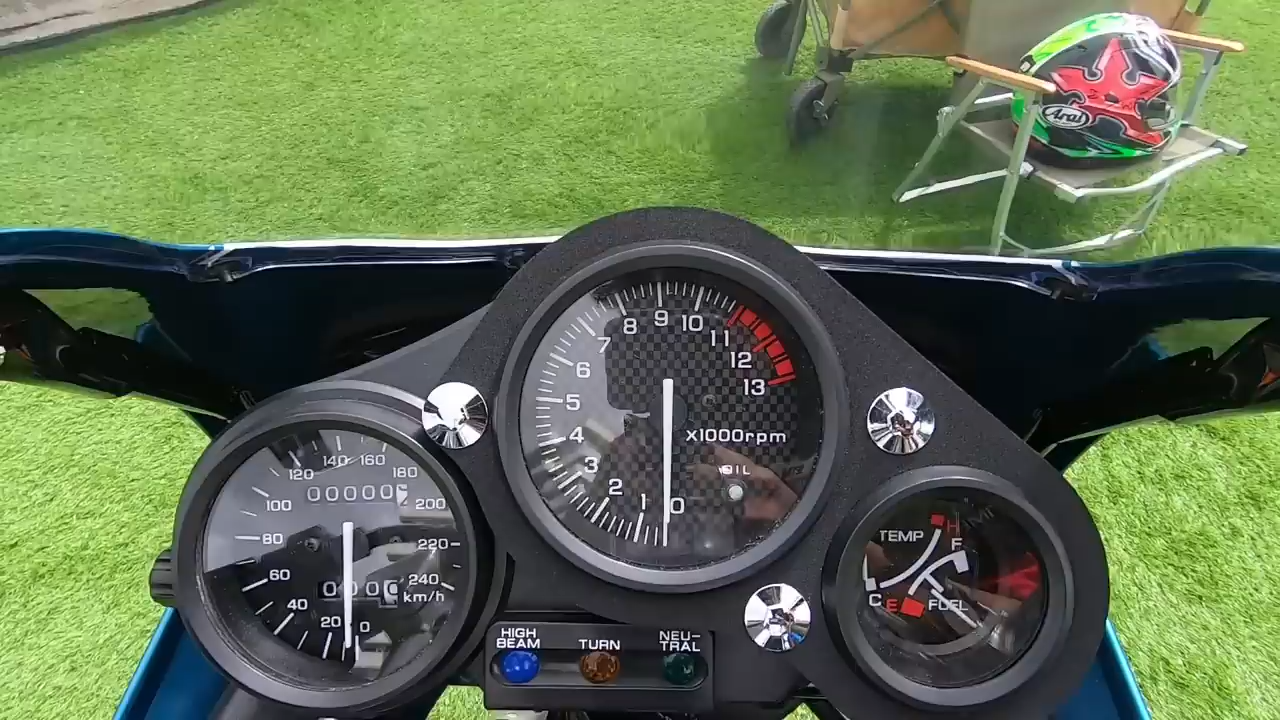 Arai
9
8
10
7
11
6
12
13
5
4
x1000rpm
3
OIL
2
1
0
140
160
120
180
00000
100
200
80
220
60
240
km/h
40
20
0
TEMP
H
F
C
E
FUEL
HIGH
BEAM
TURN
NEU-
TRAL